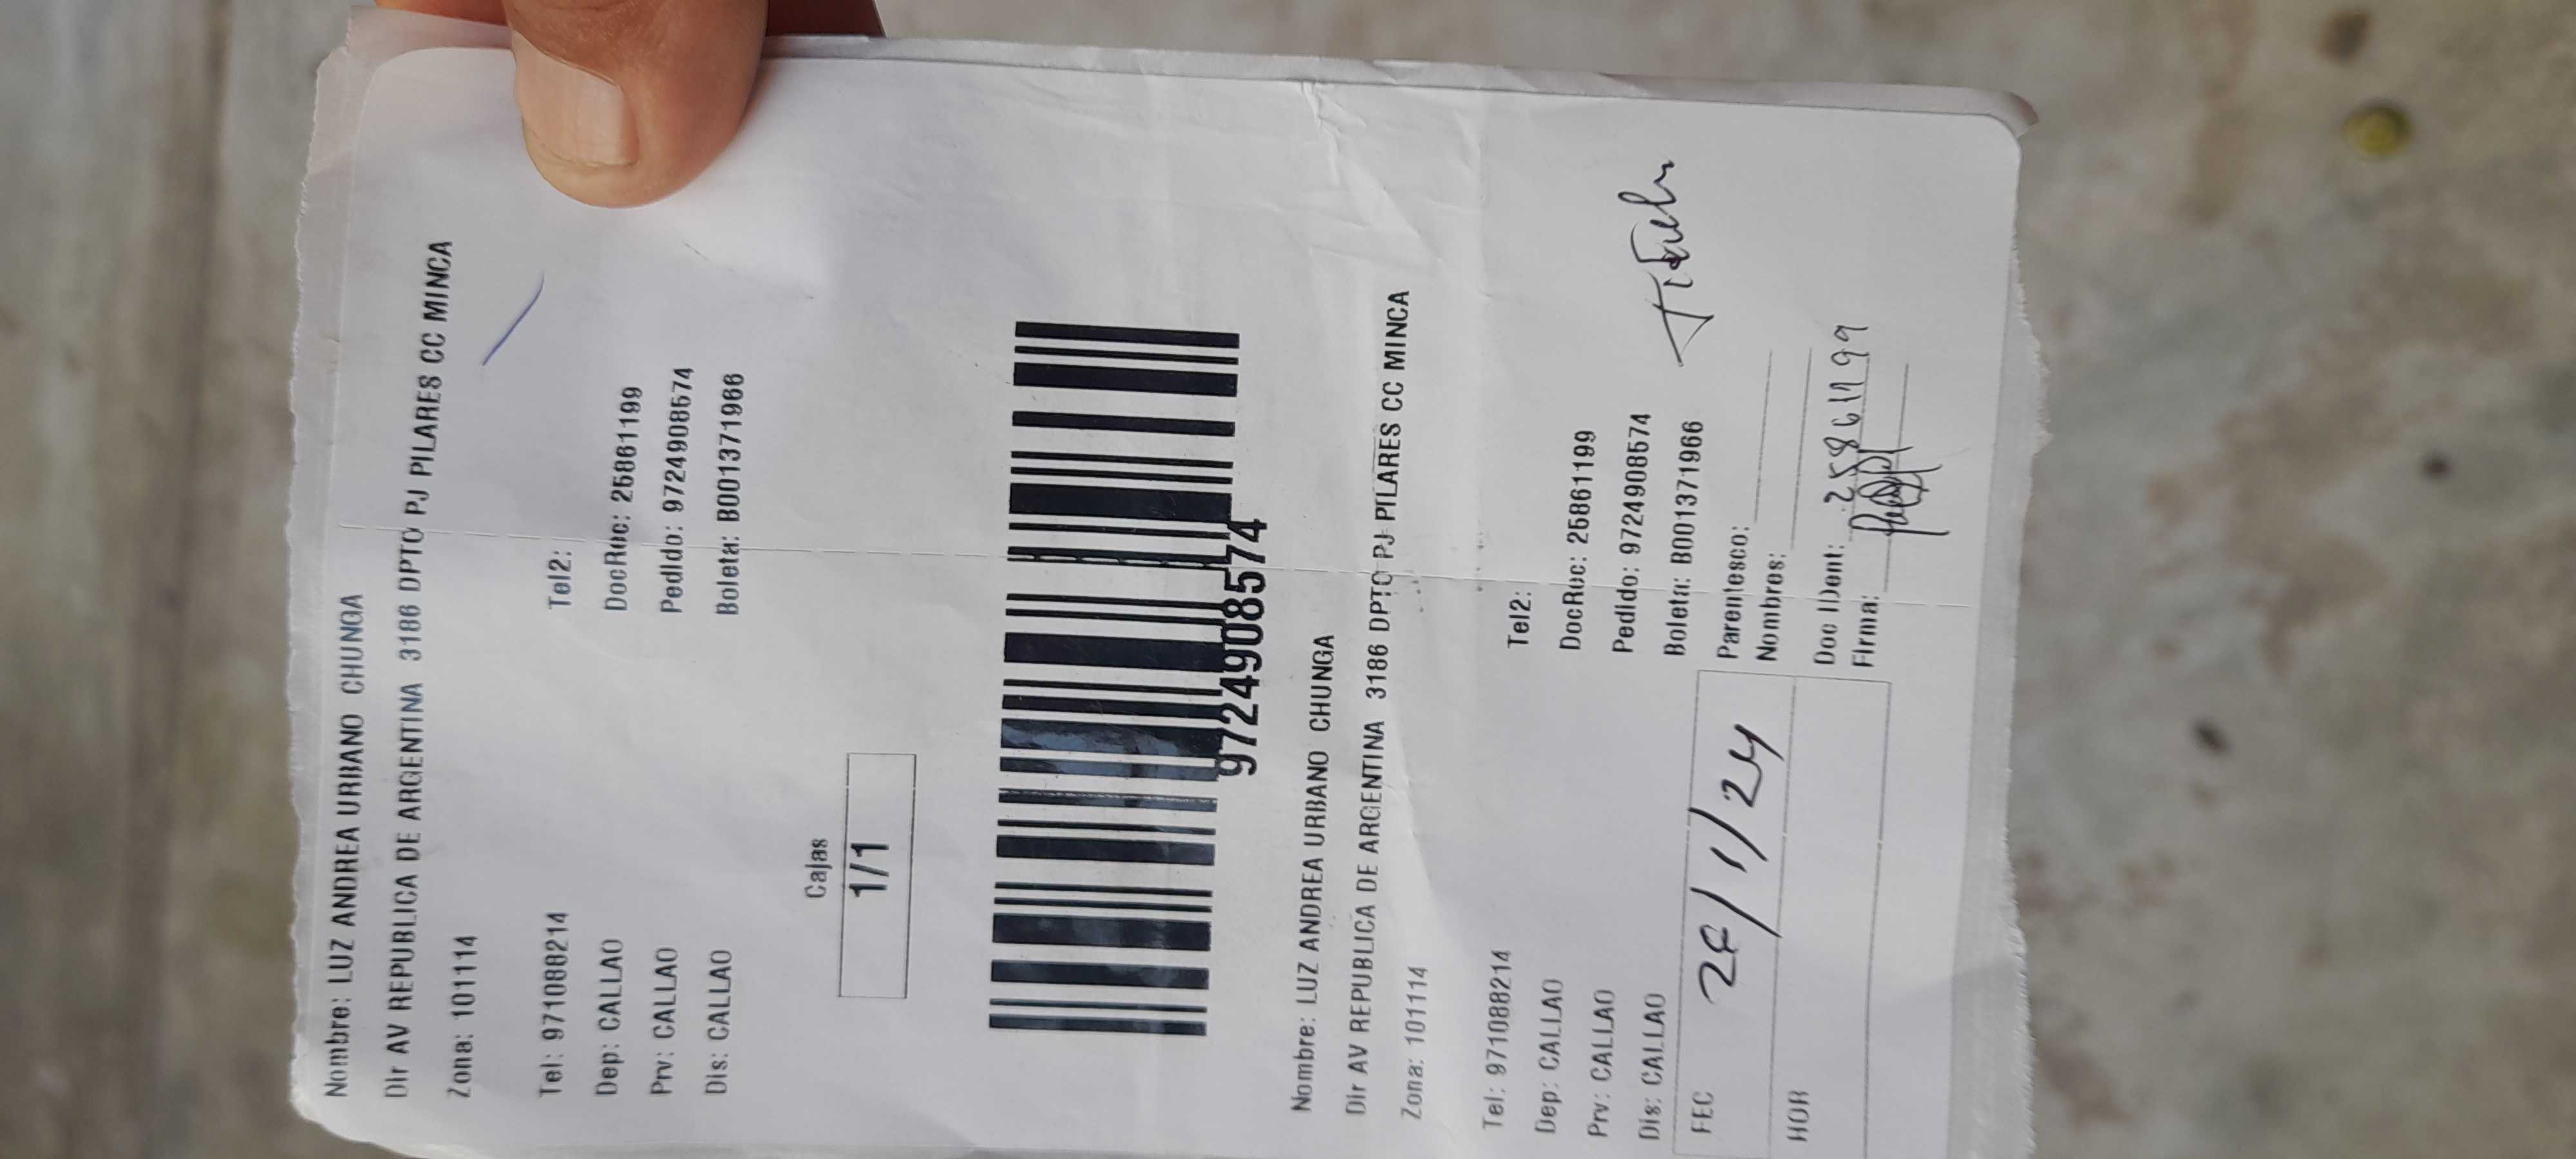 Nombre: LUZ ANDREA URBANO CHUNGA
Dir AV REPUBLICA DE ARGENTINA 3186 DPTO PJ PILARES CC MINCA
Zona: 101114
Tel: 971088214 Tel2:
Dep: CALLAO DocRuc: 25861199
Prv: CALLAO Pedido: 97249085​74
Dis: CALLAO Boleta: B001371966
Cajas
1/1
9724908574
Nombre: LUZ ANDREA URBANO CHUNGA
Dir AV REPUBLICA DE ARGENTINA 3186 DPTO PJ PILARES CC MINCA
Zona: 101114
Tel: 971088214 Tel2:
Dep: CALLAO DocRuc: 25861199
Prv: CALLAO Pedido: 9724908574
Dis: CALLAO Boleta: B001371966
FEC Parentesco:
Nombres:
HOR Doc IDent: 25861199
Firma: